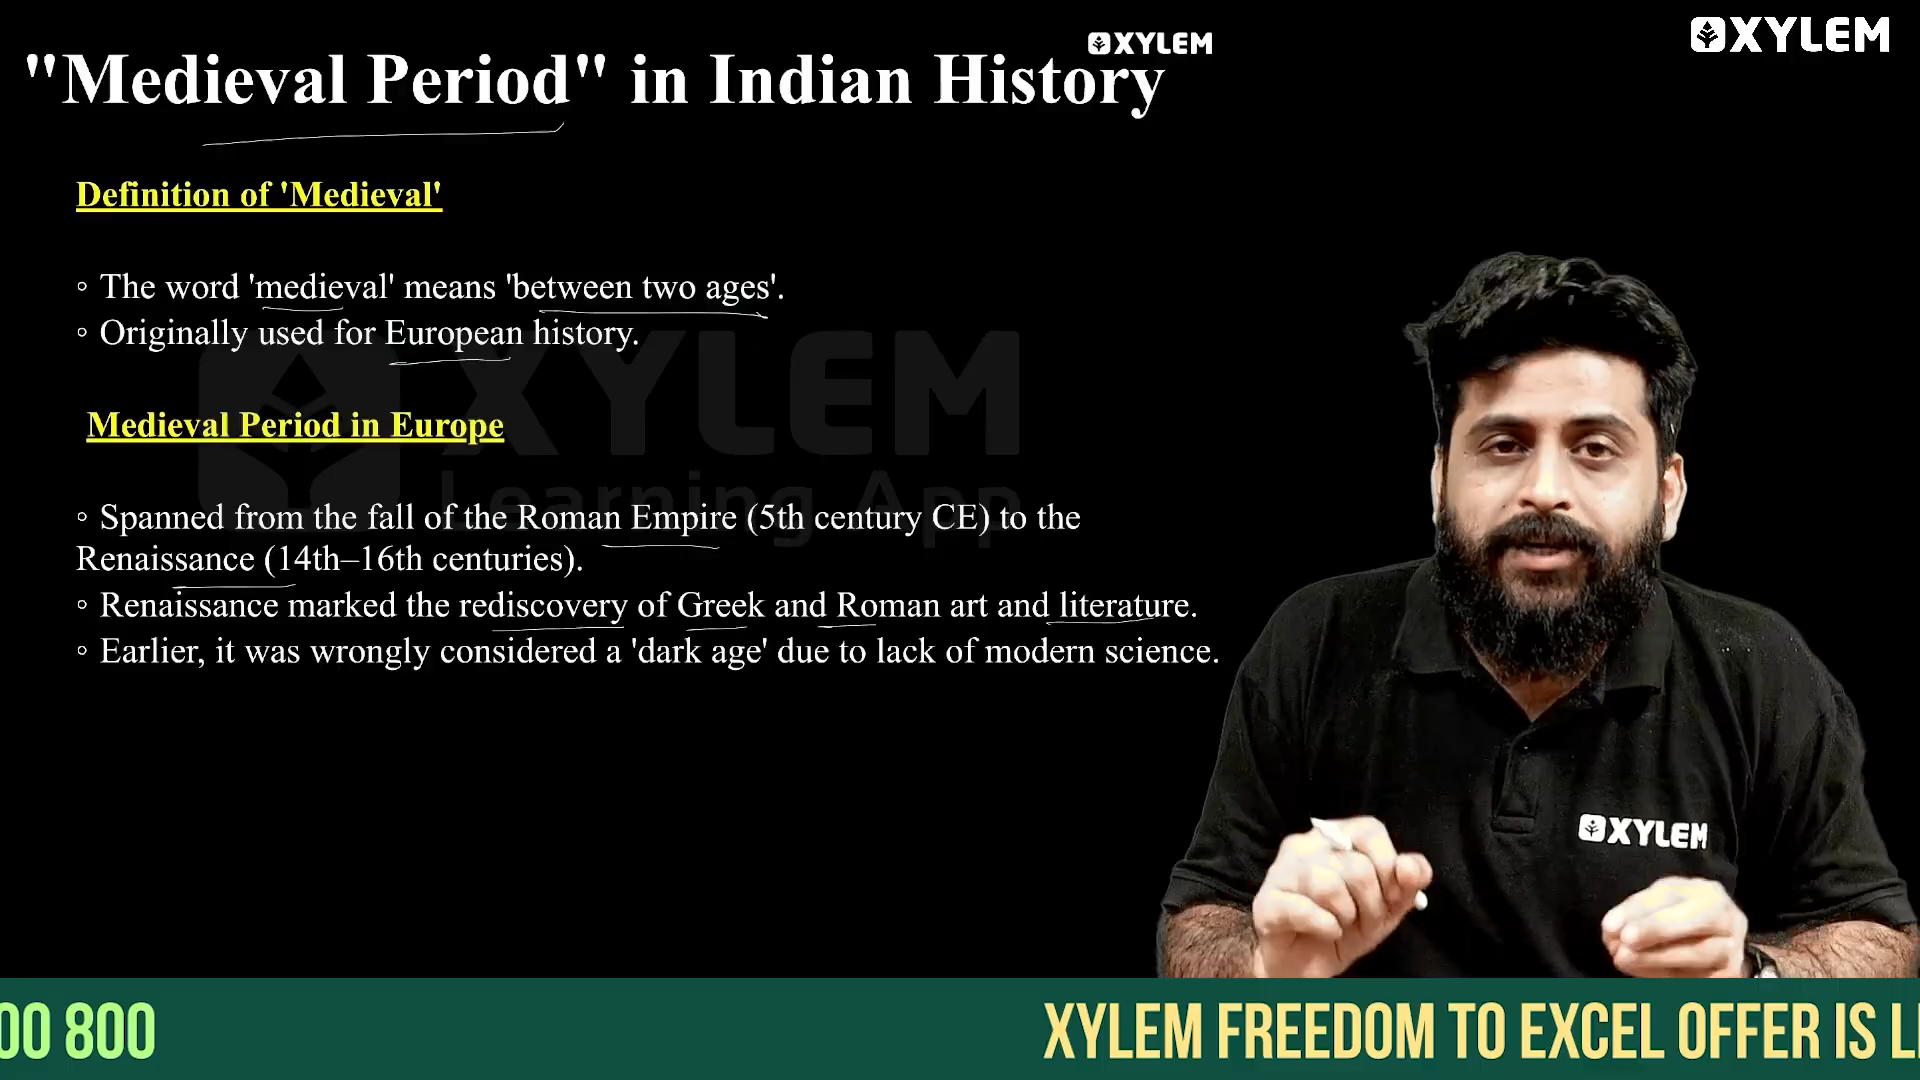 XYLEM
XYLEM
"Medieval Period" in Indian History
Definition of 'Medieval'
◦ The word 'medieval' means 'between two ages'.
◦ Originally used for European history.
XYLEM
Learning App
Medieval Period in Europe
◦ Spanned from the fall of the Roman Empire (5th century CE) to the
Renaissance (14th–16th centuries).
◦ Renaissance marked the rediscovery of Greek and Roman art and literature.
◦ Earlier, it was wrongly considered a 'dark age' due to lack of modern science.
XYLEM
00 800
XYLEM FREEDOM TO EXCEL OFFER IS L